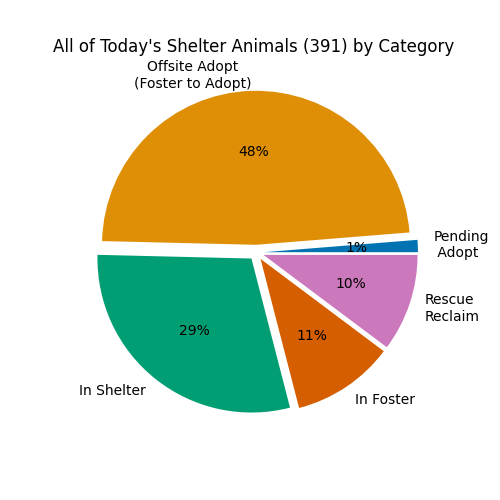 All of Today's Shelter Animals (391) by Category
Offsite Adopt
(Foster to Adopt)
48%
Pending
Adopt
1%
10%
Rescue
Reclaim
29%
11%
In Shelter
In Foster